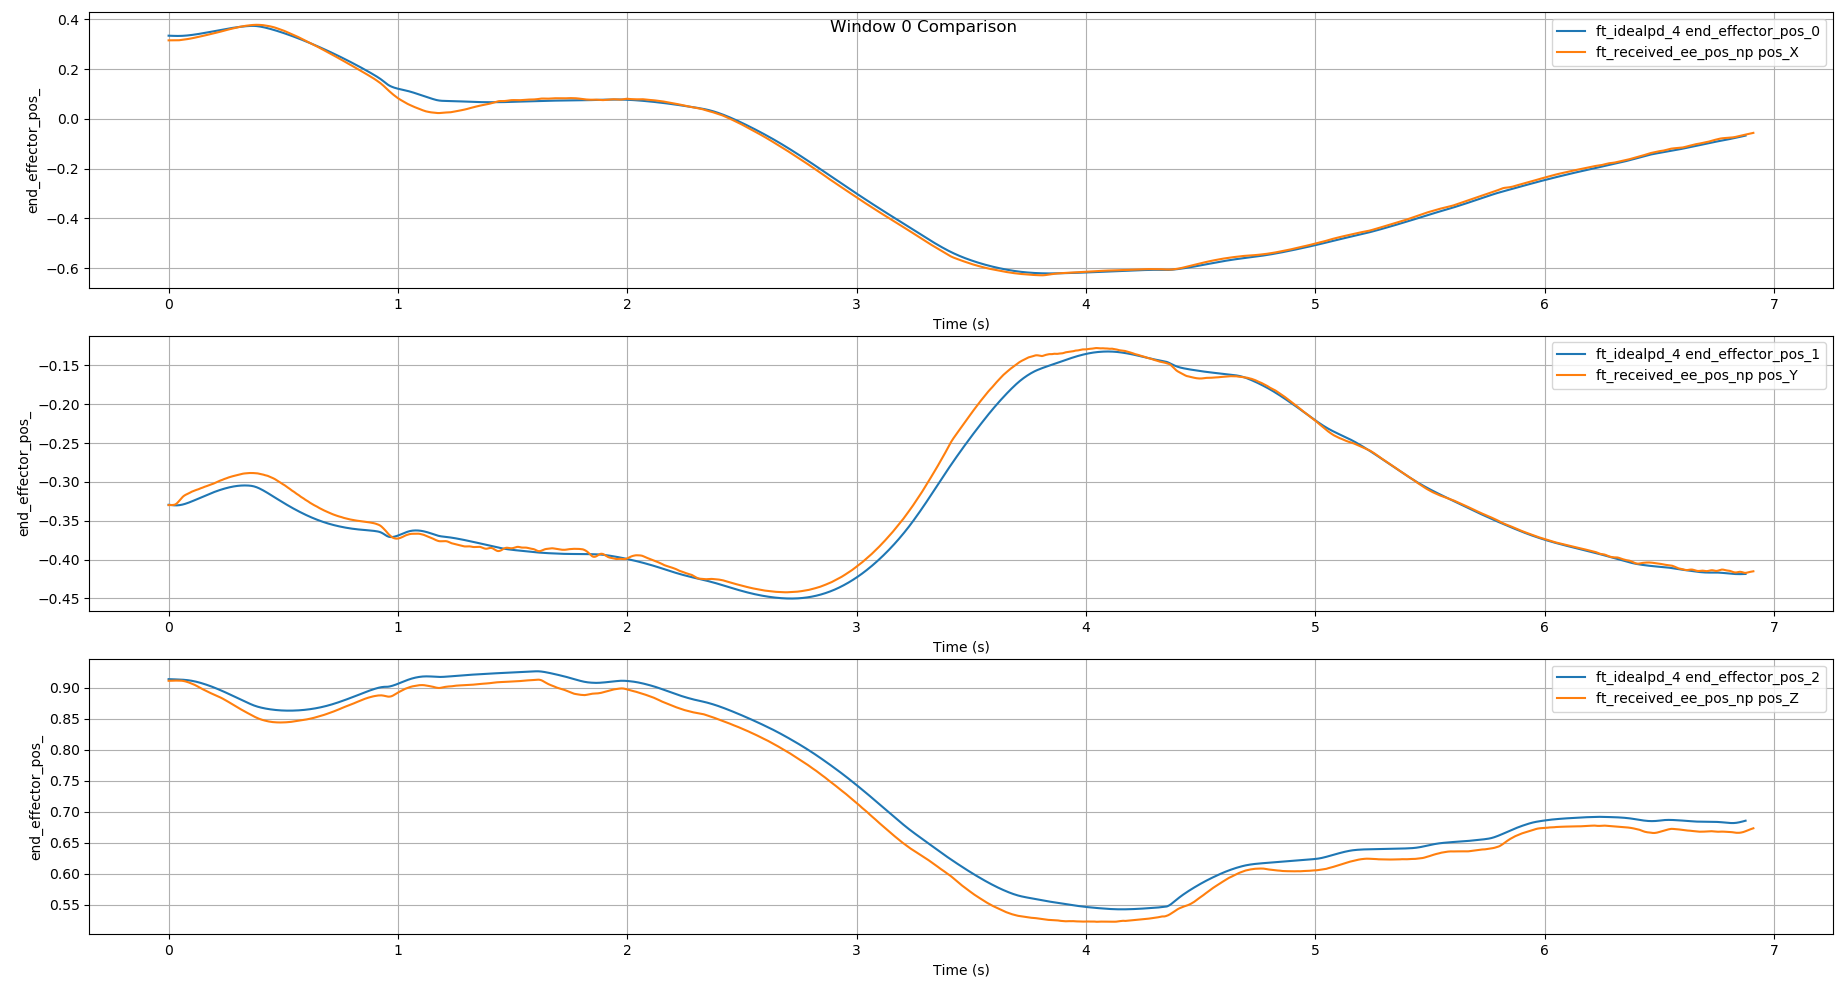 Window 0 Comparison
0.4
0.2
0.0
−0.2
−0.4
−0.6
end_effector_pos_
ft_idealpd_4 end_effector_pos_0
ft_received_ee_pos_np pos_X
0 1 2 3 4 5 6 7
Time (s)
−0.15
−0.20
−0.25
−0.30
−0.35
−0.40
−0.45
end_effector_pos_
ft_idealpd_4 end_effector_pos_1
ft_received_ee_pos_np pos_Y
0 1 2 3 4 5 6 7
Time (s)
0.90
0.85
0.80
0.75
0.70
0.65
0.60
0.55
end_effector_pos_
ft_idealpd_4 end_effector_pos_2
ft_received_ee_pos_np pos_Z
0 1 2 3 4 5 6 7
Time (s)